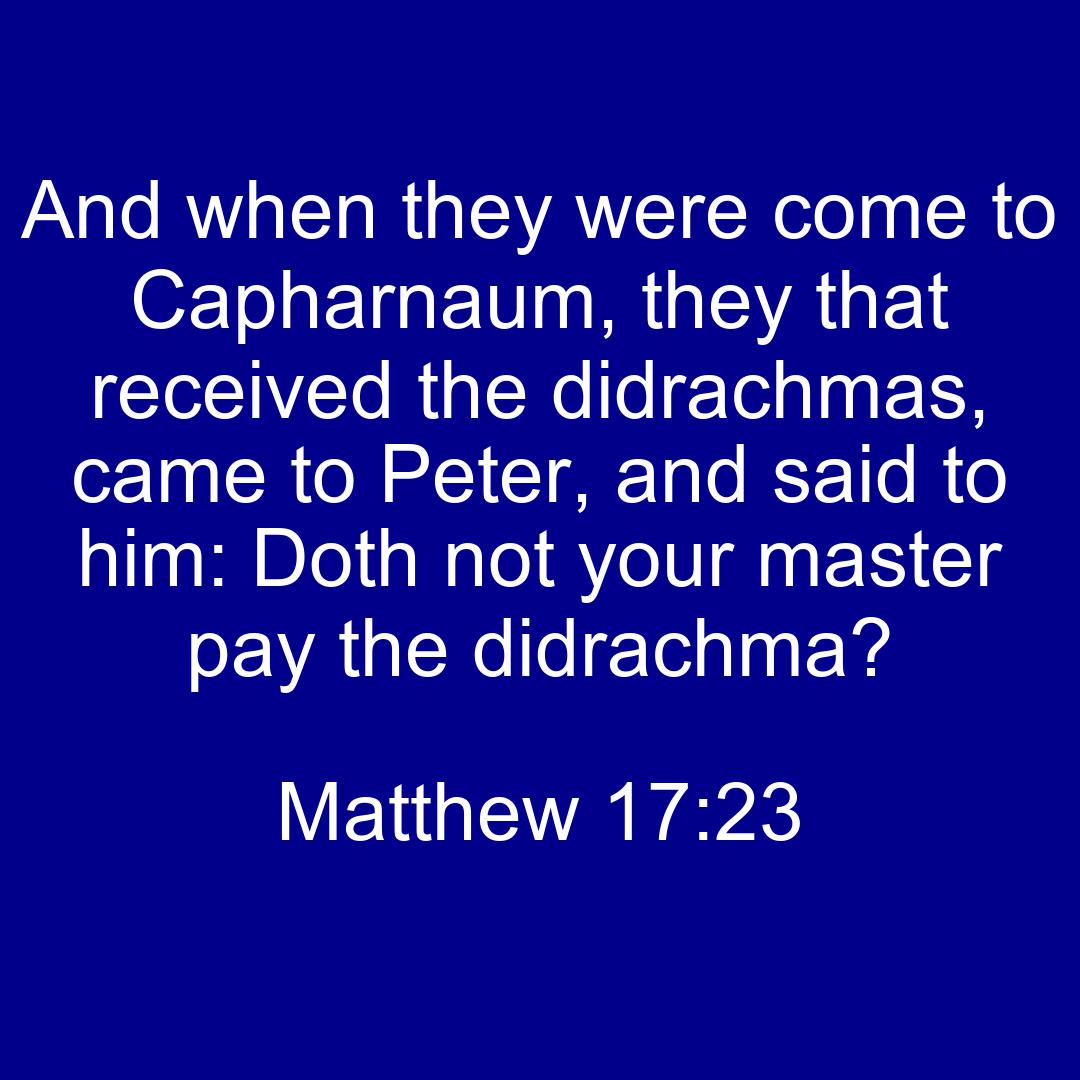 And when they were come to
Capharnaum, they that
received the didrachmas,
came to Peter, and said to
him: Doth not your master
pay the didrachma?
Matthew 17:23